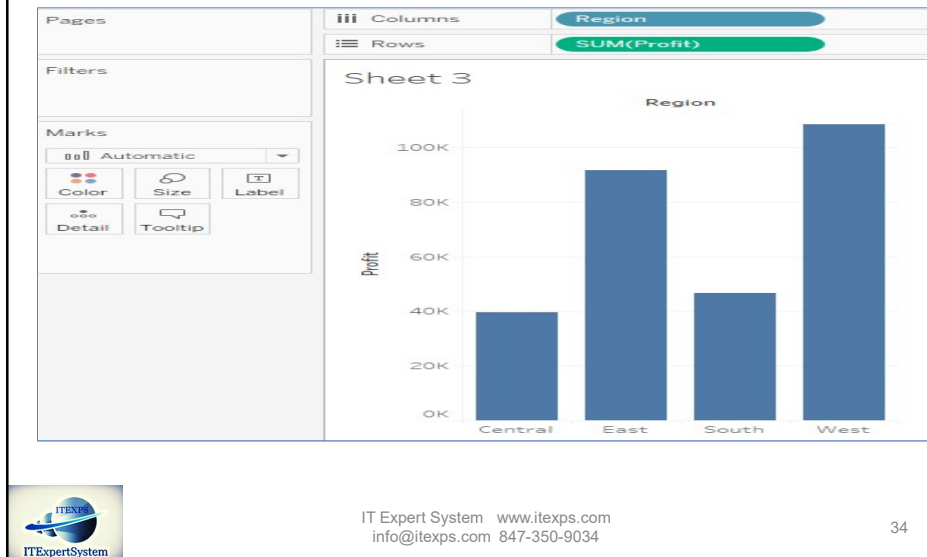 Pages
Filters
Marks
Automatic
Color Size Label
Detail Tooltip
Columns Region
Rows SUM(Profit)
Sheet 3
Region
Profit
100K
80K
60K
40K
20K
0K
Central East South West
ITEXPS
ITExpertSystem
IT Expert System www.itexps.com
info@itexps.com 847-350-9034
34